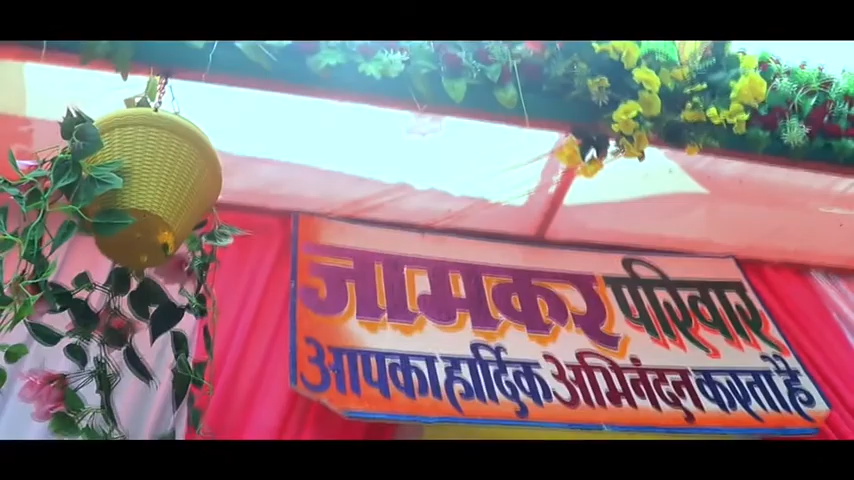 जामकर परिवार
आपका हार्दिक अभिनंदन करता है